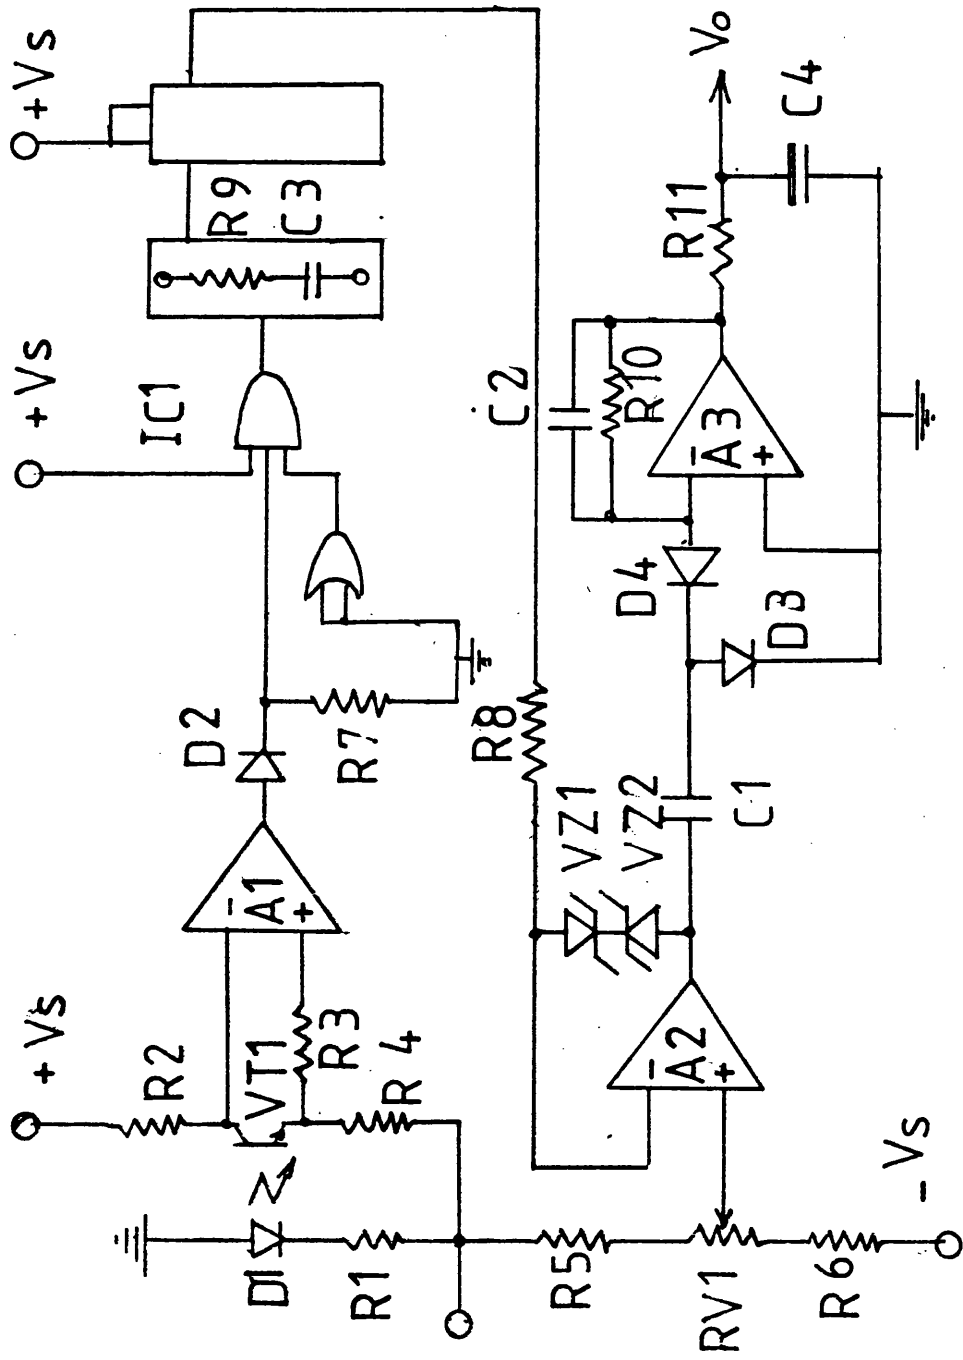 +Vs
+Vs
+Vs
R2
IC1
D2
R9
D1
VT1
−
A1
+
C3
R3
R1
R7
R4
R8
C2
R5
VZ1
VZ2
D4
R10
−
A2
+
R11
RV1
−
A3
+
Vo
C1
D3
C4
R6
−Vs